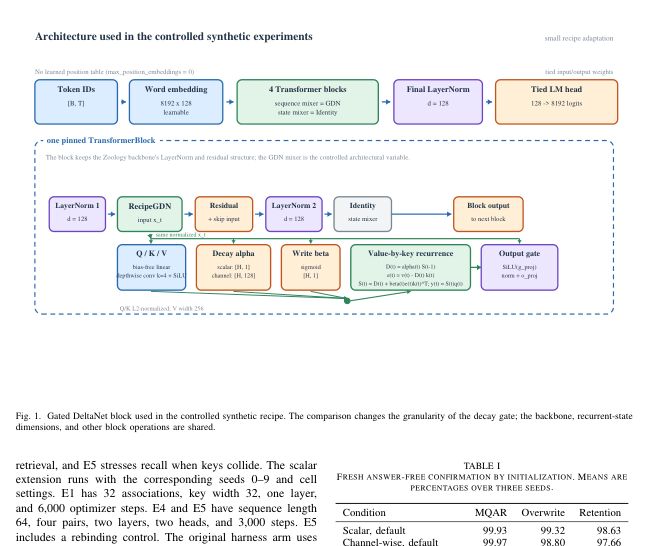 Architecture used in the controlled synthetic experiments
small recipe adaptation
No learned position table (max_position_embeddings = 0)
tied input/output weights
Token IDs
[B, T]
Word embedding
8192 x 128
learnable
4 Transformer blocks
sequence mixer = GDN
state mixer = Identity
Final LayerNorm
d = 128
Tied LM head
128 -> 8192 logits
one pinned TransformerBlock
The block keeps the Zoology backbone's LayerNorm and residual structure; the GDN mixer is the controlled architectural variable.
LayerNorm 1
d = 128
RecipeGDN
input x_t
Residual
+ skip input
LayerNorm 2
d = 128
Identity
state mixer
Block output
to next block
same normalized x_t
Q / K / V
bias-free linear
depthwise conv k=4 + SiLU
Decay alpha
scalar: [H, 1]
channel: [H, 128]
Write beta
sigmoid
[H, 1]
Value-by-key recurrence
D(t) = alpha(t) S(t-1)
e(t) = v(t) - D(t) k(t)
S(t) = D(t) + beta(t)e(t)k(t)^T; y(t) = S(t)q(t)
Output gate
SiLU(g_proj)
norm + o_proj
Q/K L2-normalized; V width 256
Fig. 1. Gated DeltaNet block used in the controlled synthetic recipe. The comparison changes the granularity of the decay gate; the backbone, recurrent-state
dimensions, and other block operations are shared.
retrieval, and E5 stresses recall when keys collide. The scalar
extension runs with the corresponding seeds 0–9 and cell
settings. E1 has 32 associations, key width 32, one layer,
and 6,000 optimizer steps. E4 and E5 have sequence length
64, four pairs, two layers, two heads, and 3,000 steps. E5
includes a rebinding control. The original harness arm uses
TABLE I
FRESH ANSWER-FREE CONFIRMATION BY INITIALIZATION. MEANS ARE
PERCENTAGES OVER THREE SEEDS.
Condition MQAR Overwrite Retention
Scalar, default 99.93 99.32 98.63
Channel-wise, default 99.97 98.80 97.66